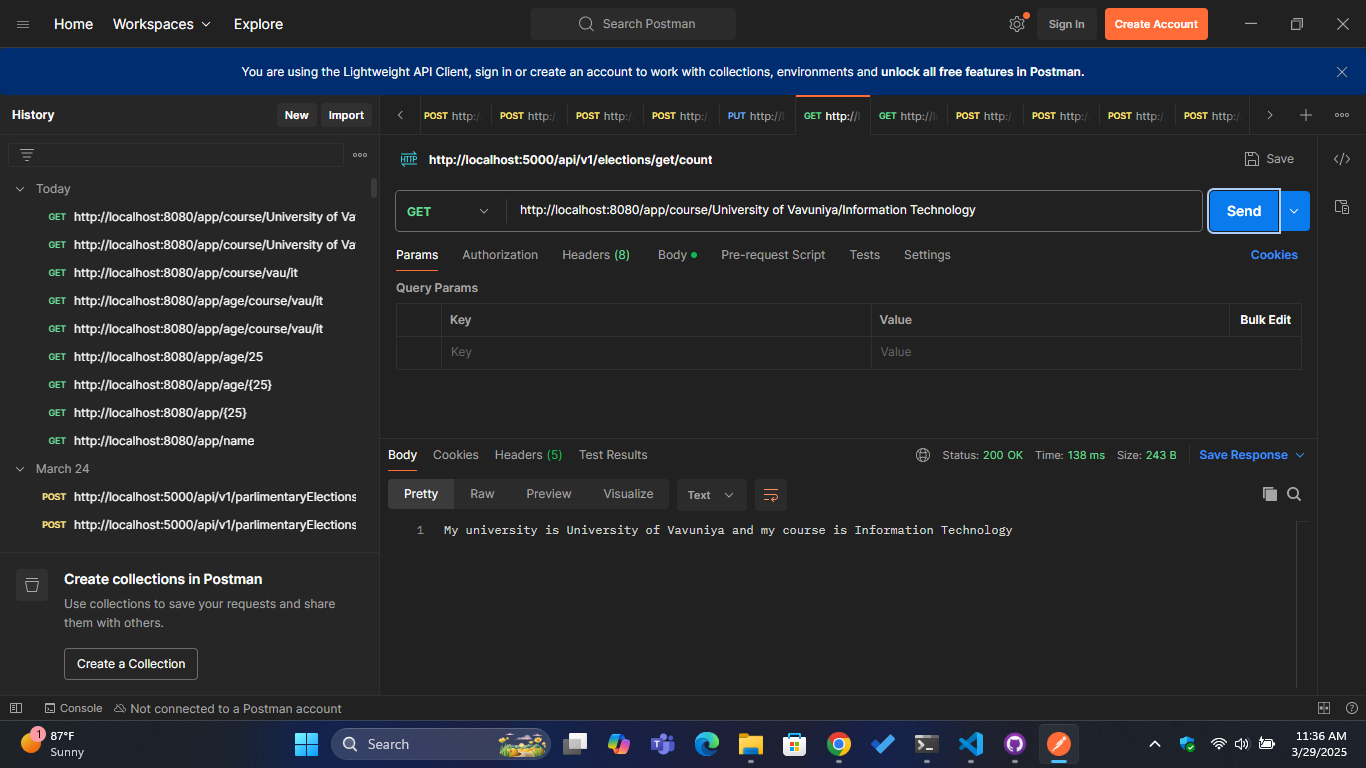 Home Workspaces Explore Search Postman Sign In Create Account
You are using the Lightweight API Client, sign in or create an account to work with collections, environments and unlock all free features in Postman.
History New Import
POST http:/ POST http:/ POST http:/ POST http:/ PUT http://l GET http://l GET http://l POST http:/ POST http:/ POST http:/ POST http:/
HTTP http://localhost:5000/api/v1/elections/get/count Save
GET http://localhost:8080/app/course/University of Vavuniya/Information Technology Send
Params Authorization Headers (8) Body Pre-request Script Tests Settings Cookies
Query Params
Key Value Bulk Edit
Key Value
Today
GET http://localhost:8080/app/course/University of Va
GET http://localhost:8080/app/course/University of Va
GET http://localhost:8080/app/course/vau/it
GET http://localhost:8080/app/age/course/vau/it
GET http://localhost:8080/app/age/course/vau/it
GET http://localhost:8080/app/age/25
GET http://localhost:8080/app/age/{25}
GET http://localhost:8080/app/{25}
GET http://localhost:8080/app/name
March 24
POST http://localhost:5000/api/v1/parlimentaryElections
POST http://localhost:5000/api/v1/parlimentaryElections
Create collections in Postman
Use collections to save your requests and share
them with others.
Create a Collection
Body Cookies Headers (5) Test Results Status: 200 OK Time: 138 ms Size: 243 B Save Response
Pretty Raw Preview Visualize Text
1 My university is University of Vavuniya and my course is Information Technology
Console Not connected to a Postman account
1 87°F
Sunny
Search
11:36 AM
3/29/2025